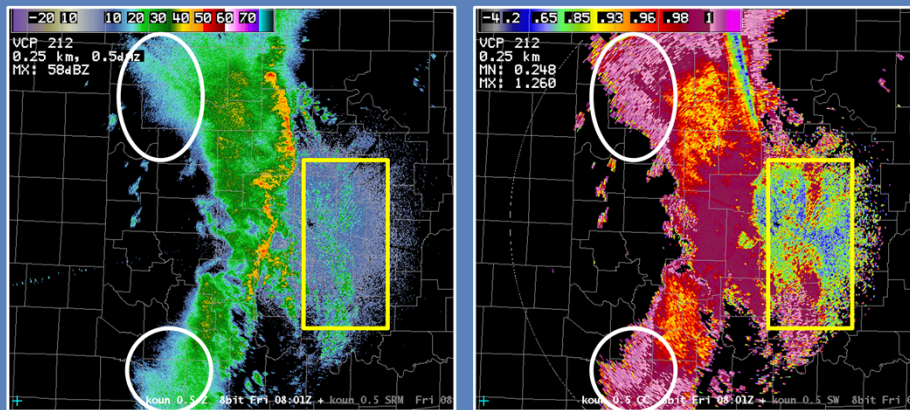 -20 -10 10 20 30 40 50 60 70
VCP 212
0.25 km, 0.5dBZ
MX: 58dBZ
koun 0.5 Z 8bit Fri 08:01Z + koun 0.5 SRM Fri 08
-4 .2 .65 .85 .93 .96 .98 1
VCP 212
0.25 km
MN: 0.248
MX: 1.260
koun 0.5 CC 8bit Fri 08:01Z + koun 0.5 SW 8bit Fri 08: